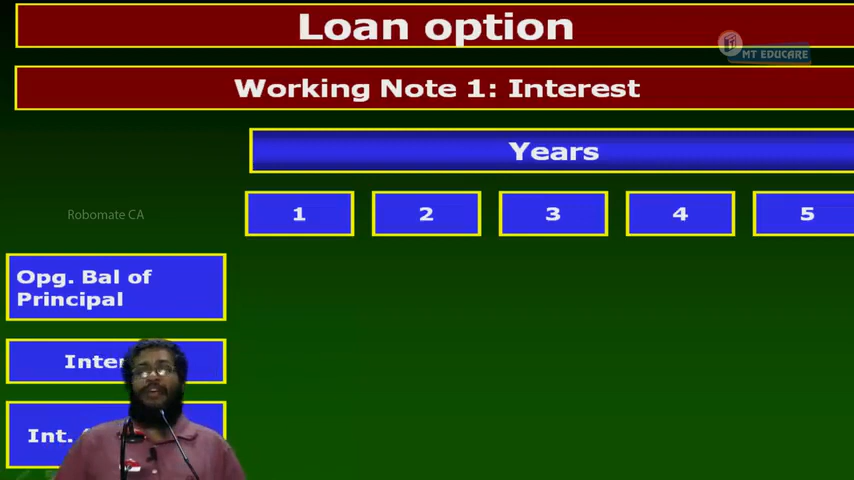 Loan option
MT EDUCARE
Working Note 1: Interest
Years
Robomate CA
1 2 3 4 5
Opg. Bal of
Principal
Int.